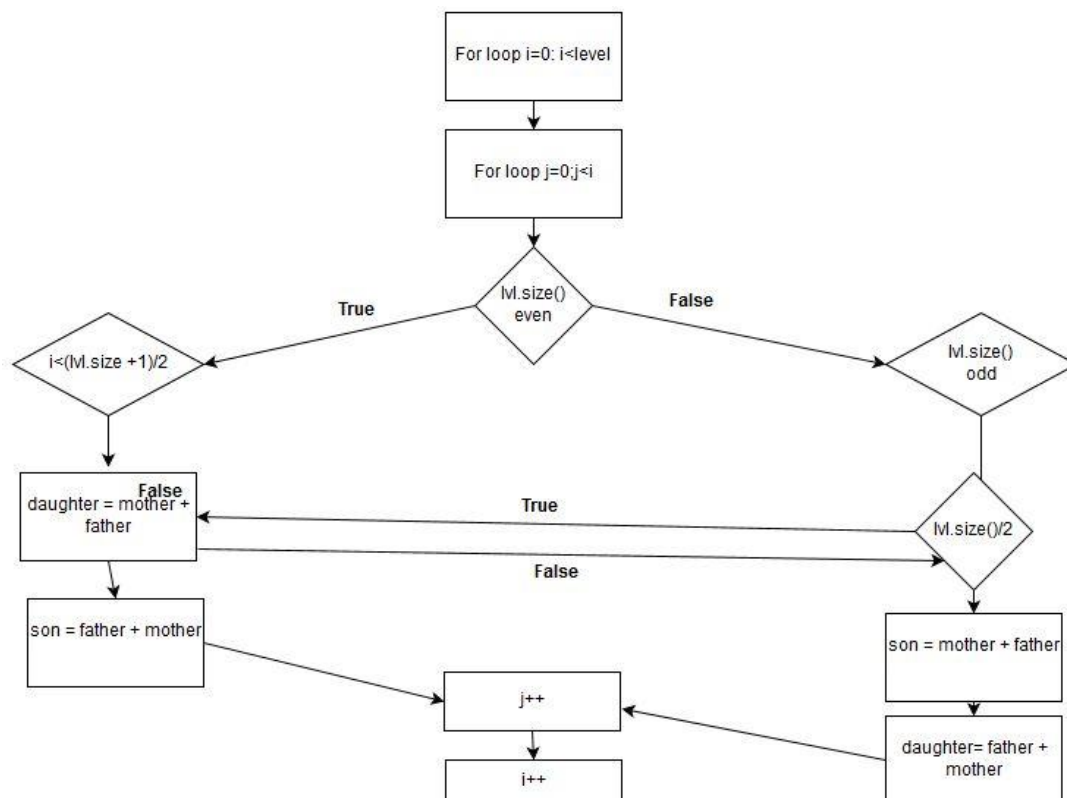 For loop i=0: i<level
For loop j=0;j<i
lvl.size()
even
True
False
i<(lvl.size +1)/2
lvl.size()
odd
False
daughter = mother +
father
True
lvl.size()/2
False
son = father + mother
son = mother + father
j++
daughter= father +
mother
i++